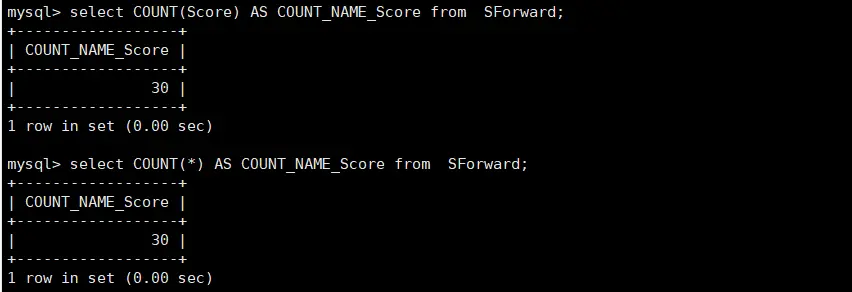 mysql> select COUNT(Score) AS COUNT_NAME_Score from  SForward;
+------------------+
| COUNT_NAME_Score |
+------------------+
|               30 |
+------------------+
1 row in set (0.00 sec)
mysql> select COUNT(*) AS COUNT_NAME_Score from  SForward;
+------------------+
| COUNT_NAME_Score |
+------------------+
|               30 |
+------------------+
1 row in set (0.00 sec)